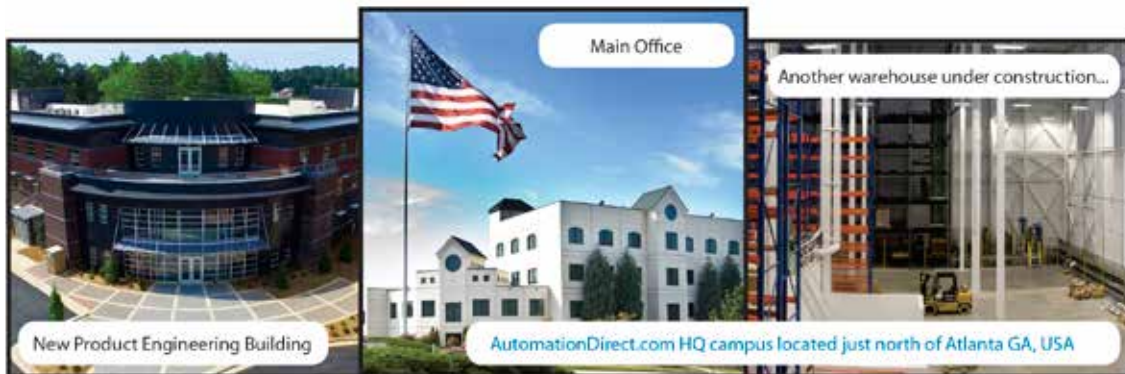 Main Office
Another warehouse under construction...
New Product Engineering Building
AutomationDirect.com HQ campus located just north of Atlanta GA, USA